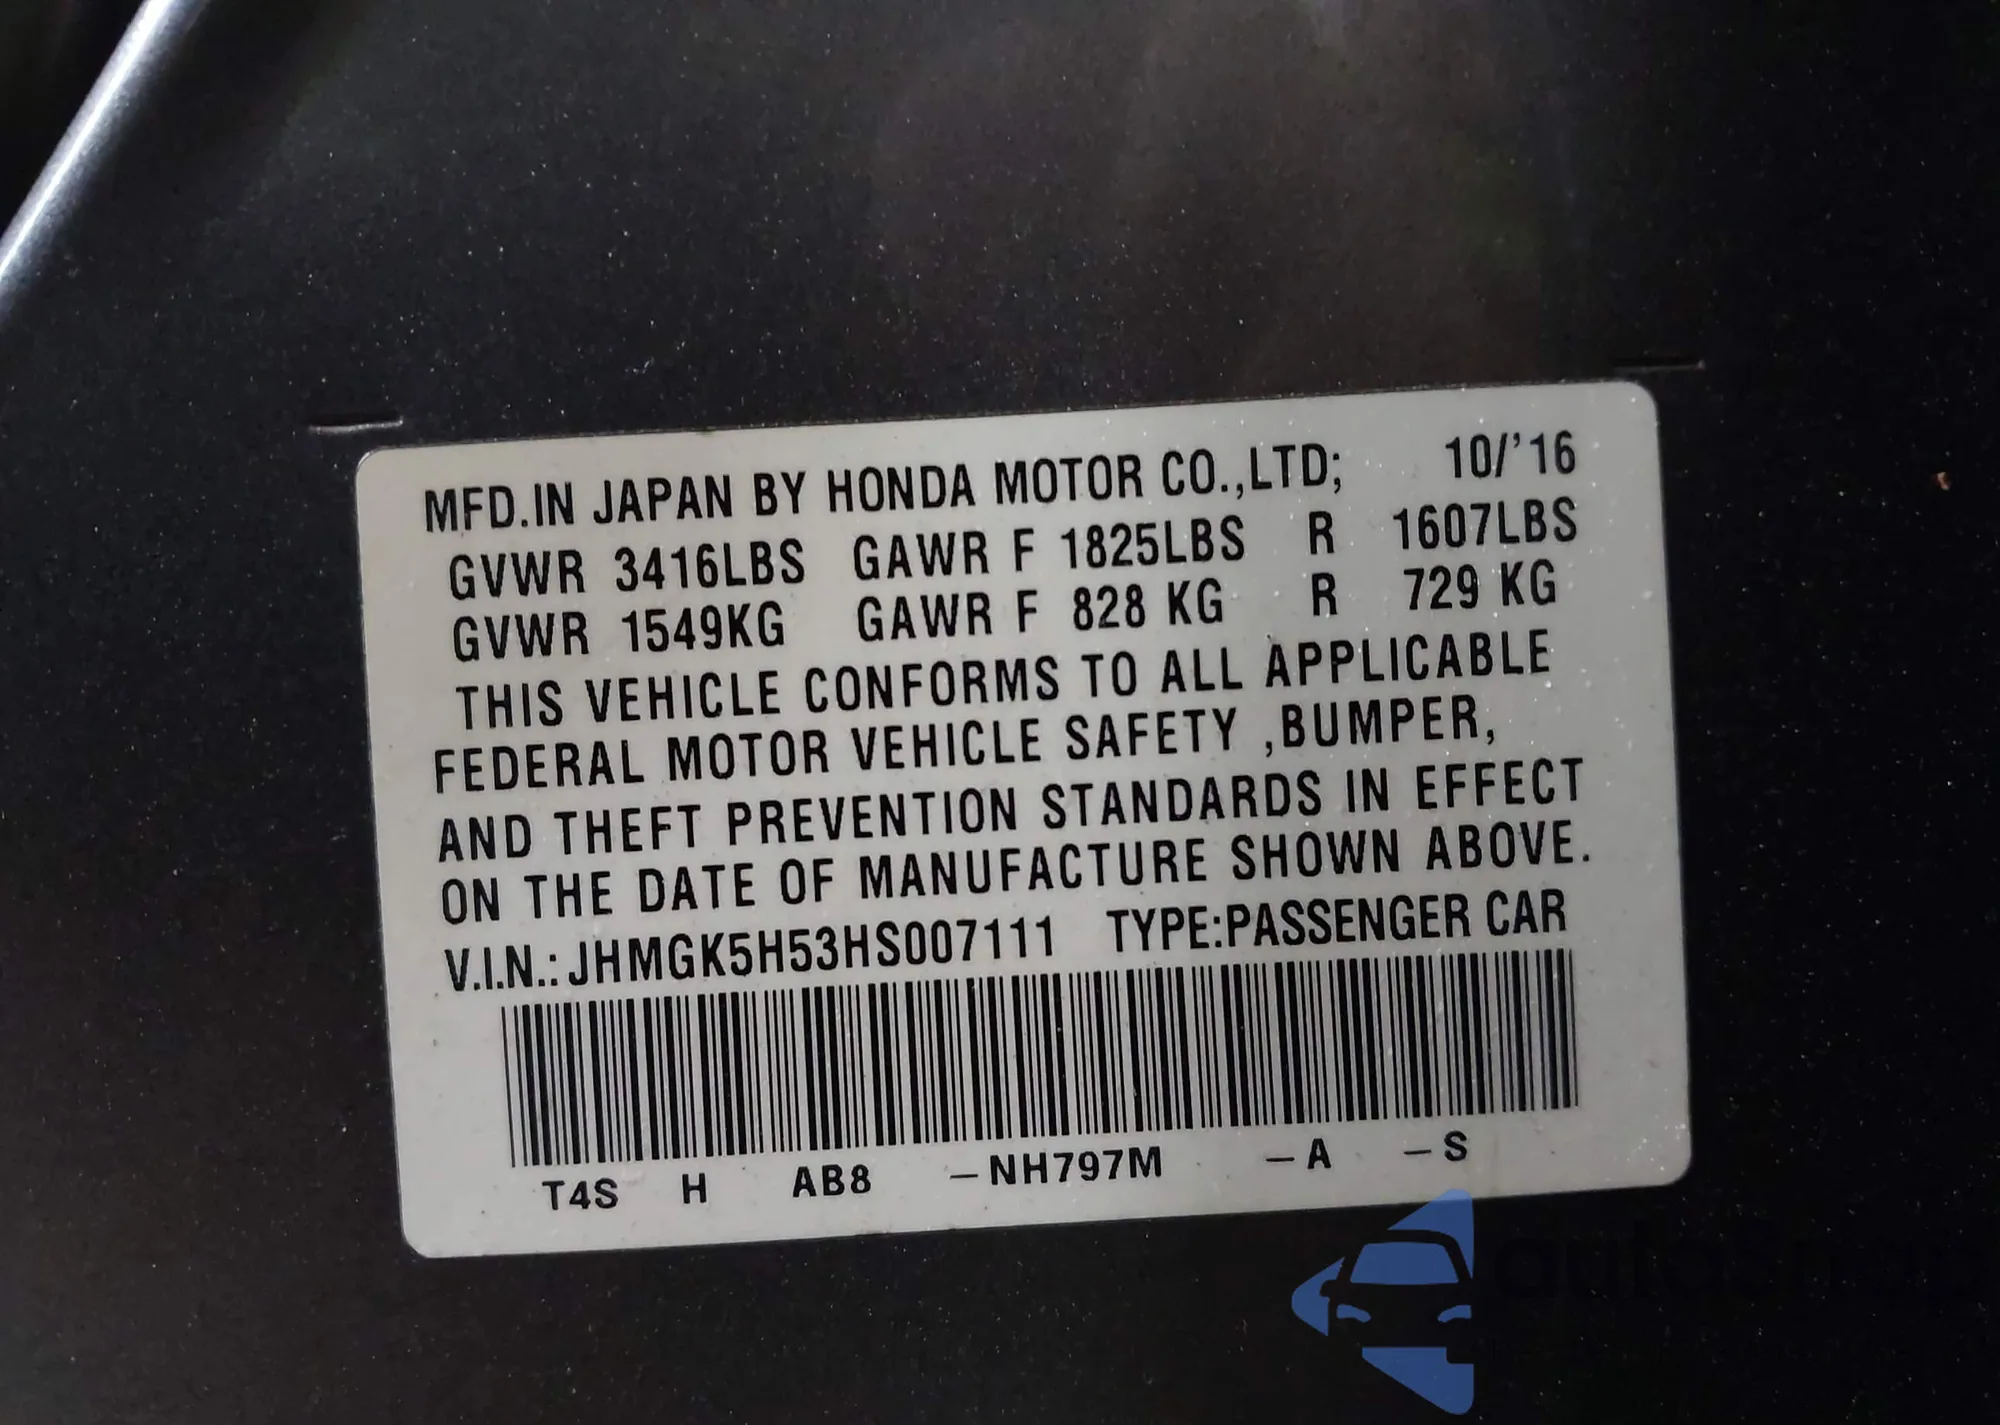 MFD.IN JAPAN BY HONDA MOTOR CO.,LTD; 10/'16
GVWR 3416LBS GAWR F 1825LBS R 1607LBS
GVWR 1549KG GAWR F 828 KG R 729 KG
THIS VEHICLE CONFORMS TO ALL APPLICABLE
FEDERAL MOTOR VEHICLE SAFETY ,BUMPER,
AND THEFT PREVENTION STANDARDS IN EFFECT
ON THE DATE OF MANUFACTURE SHOWN ABOVE.
V.I.N.: JHMGK5H53HS007111 TYPE:PASSENGER CAR
T4S H AB8 -NH797M -A -S